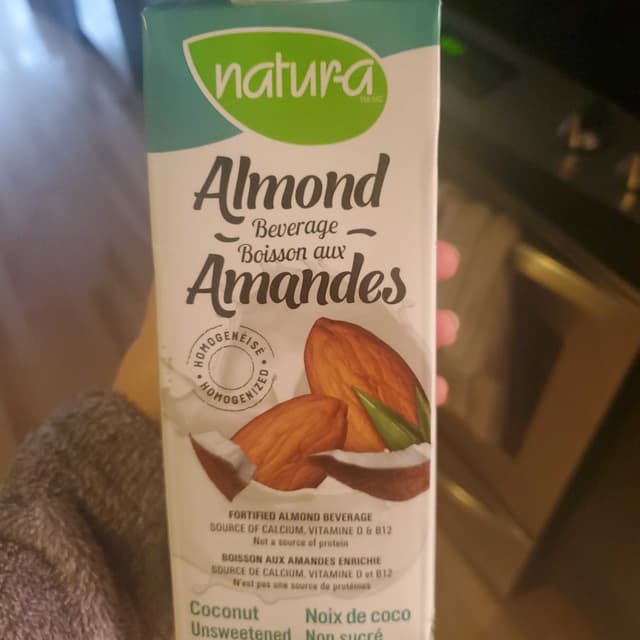 natur-a
Almond
Beverage
Boisson aux
Amandes
HOMOGENÉISÉ
HOMOGENIZED
FORTIFIED ALMOND BEVERAGE
SOURCE OF CALCIUM, VITAMINE D & B12
Not a source of protein
BOISSON AUX AMANDES ENRICHIE
SOURCE DE CALCIUM, VITAMINE D et B12
N'est pas une source de protéines
Coconut Noix de coco
Unsweetened Non sucré